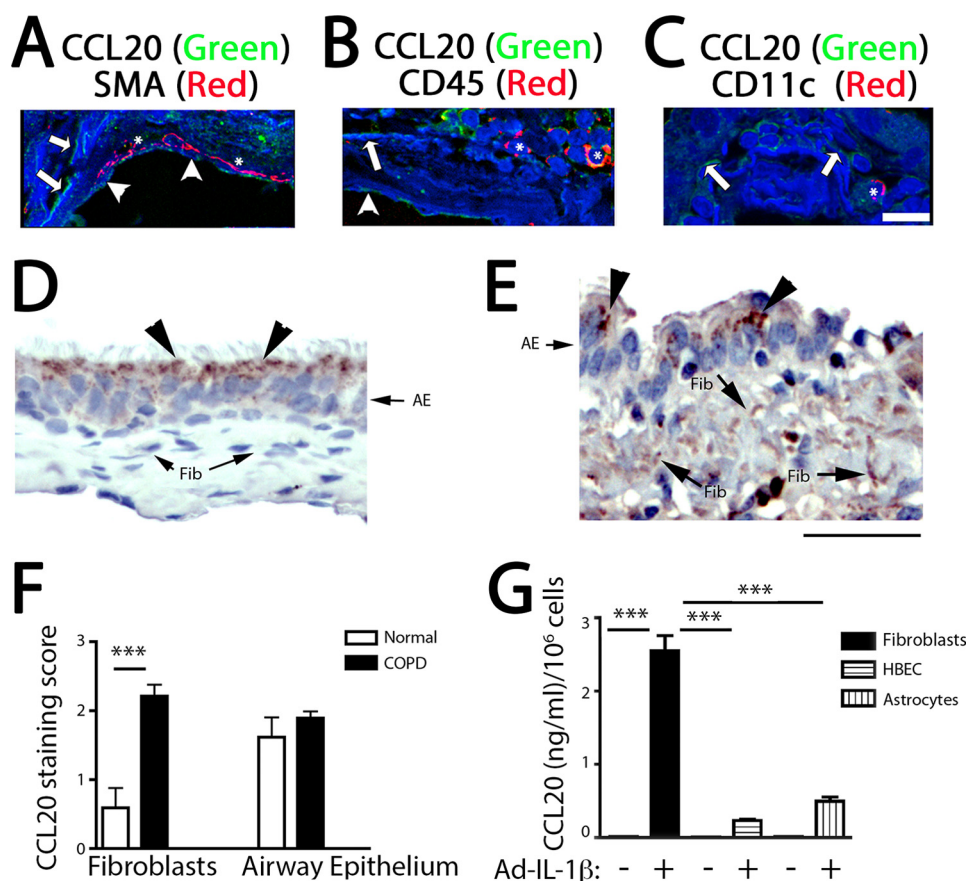 A
CCL20 (Green)
SMA (Red)
*
*
B
CCL20 (Green)
CD45 (Red)
*
*
C
CCL20 (Green)
CD11c (Red)
*
D
AE
Fib
E
AE
Fib
Fib
Fib
F
CCL20 staining score
3
2
1
0
***
Normal
COPD
Fibroblasts
Airway Epithelium
G
CCL20 (ng/ml)/10⁶ cells
3
2
1
0
***
***
***
Fibroblasts
HBEC
Astrocytes
Ad-IL-1β: - + - + - +